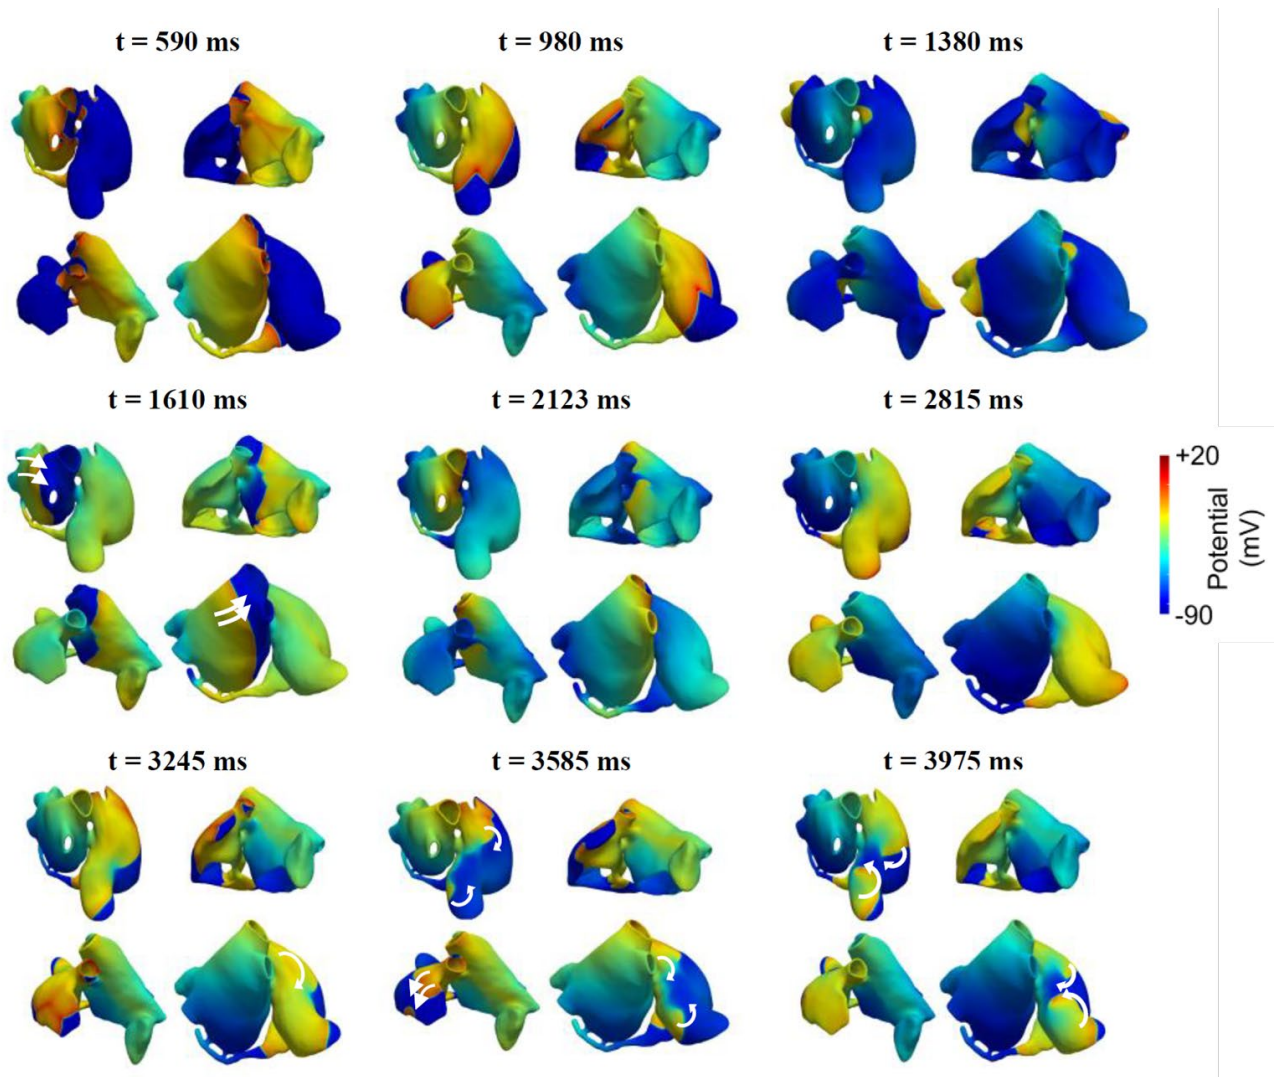 t = 590 ms
t = 980 ms
t = 1380 ms
t = 1610 ms
t = 2123 ms
t = 2815 ms
+20
Potential
(mV)
-90
t = 3245 ms
t = 3585 ms
t = 3975 ms